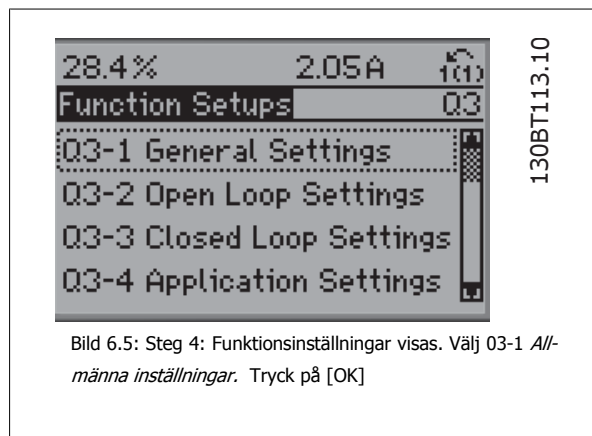 28.4% 2.05A 1(1)
Function Setups Q3
Q3-1 General Settings
Q3-2 Open Loop Settings
Q3-3 Closed Loop Settings
Q3-4 Application Settings
130BT113.10
Bild 6.5: Steg 4: Funktionsinställningar visas. Välj 03-1 All-
männa inställningar. Tryck på [OK]